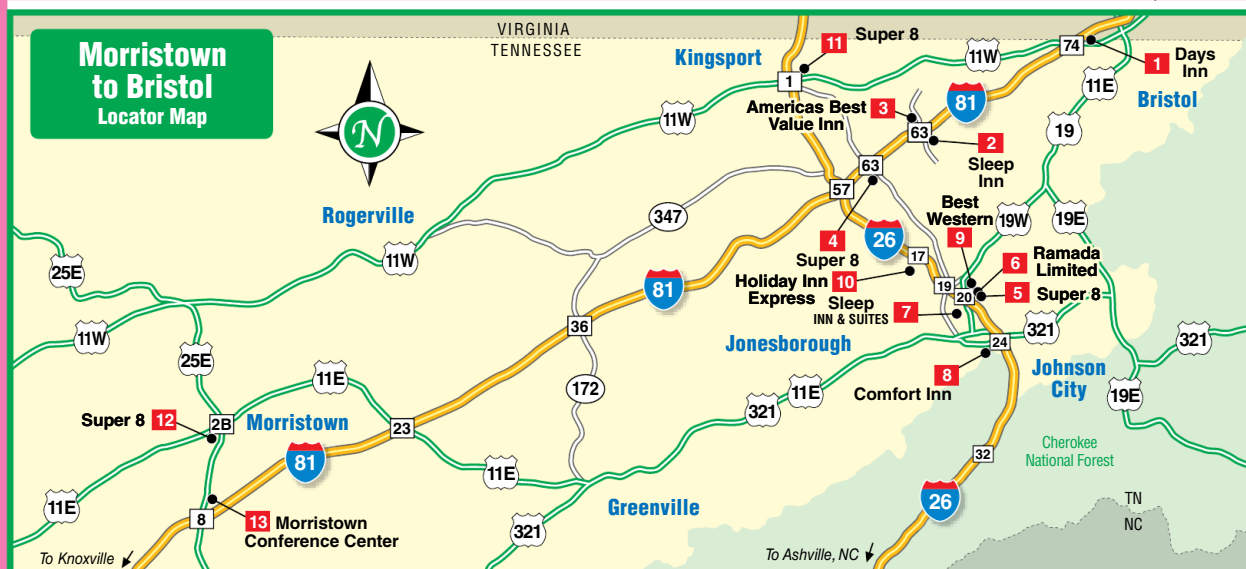 Morristown
to Bristol
Locator Map
N
VIRGINIA
TENNESSEE
Kingsport
11 Super 8
1
11W
74
1 Days
Inn
11E
Bristol
81
Americas Best
Value Inn
3
63
2
Sleep
Inn
19
11W
63
57
Rogerville
347
4
Super 8
26
Best
Western
9
19W
19E
17
6 Ramada
Limited
Holiday Inn
Express
10
19
20
5 Super 8
25E
11W
81
Sleep
INN & SUITES
7
36
11W
25E
Jonesborough
321
24
321
8
Comfort Inn
Johnson
City
11E
172
11E
321
19E
Super 8 12
2B
Morristown
23
81
11E
32
Cherokee
National Forest
11E
8
13 Morristown
Conference Center
321
Greenville
26
TN
NC
To Knoxville
To Ashville, NC